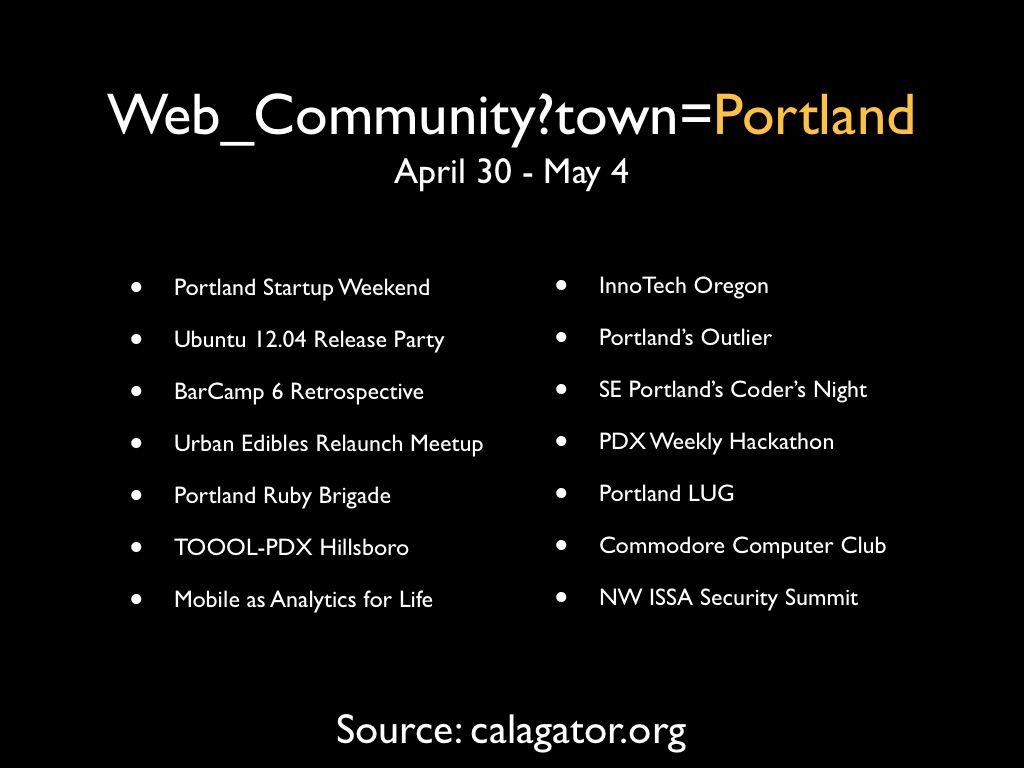 Web_Community?town=Portland
April 30 - May 4
• Portland Startup Weekend
• Ubuntu 12.04 Release Party
• BarCamp 6 Retrospective
• Urban Edibles Relaunch Meetup
• Portland Ruby Brigade
• TOOOL-PDX Hillsboro
• Mobile as Analytics for Life
• InnoTech Oregon
• Portland’s Outlier
• SE Portland’s Coder’s Night
• PDX Weekly Hackathon
• Portland LUG
• Commodore Computer Club
• NW ISSA Security Summit
Source: calagator.org